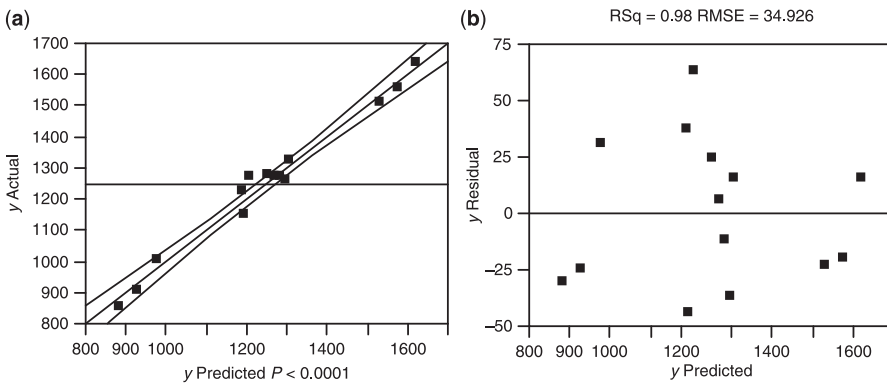 (a)
1700
1600
1500
1400
1300
1200
1100
1000
900
800
y Actual
800 900 1000 1200 1400 1600
y Predicted P < 0.0001
(b)
RSq = 0.98 RMSE = 34.926
75
50
25
0
−25
−50
y Residual
800 900 1000 1200 1400 1600
y Predicted